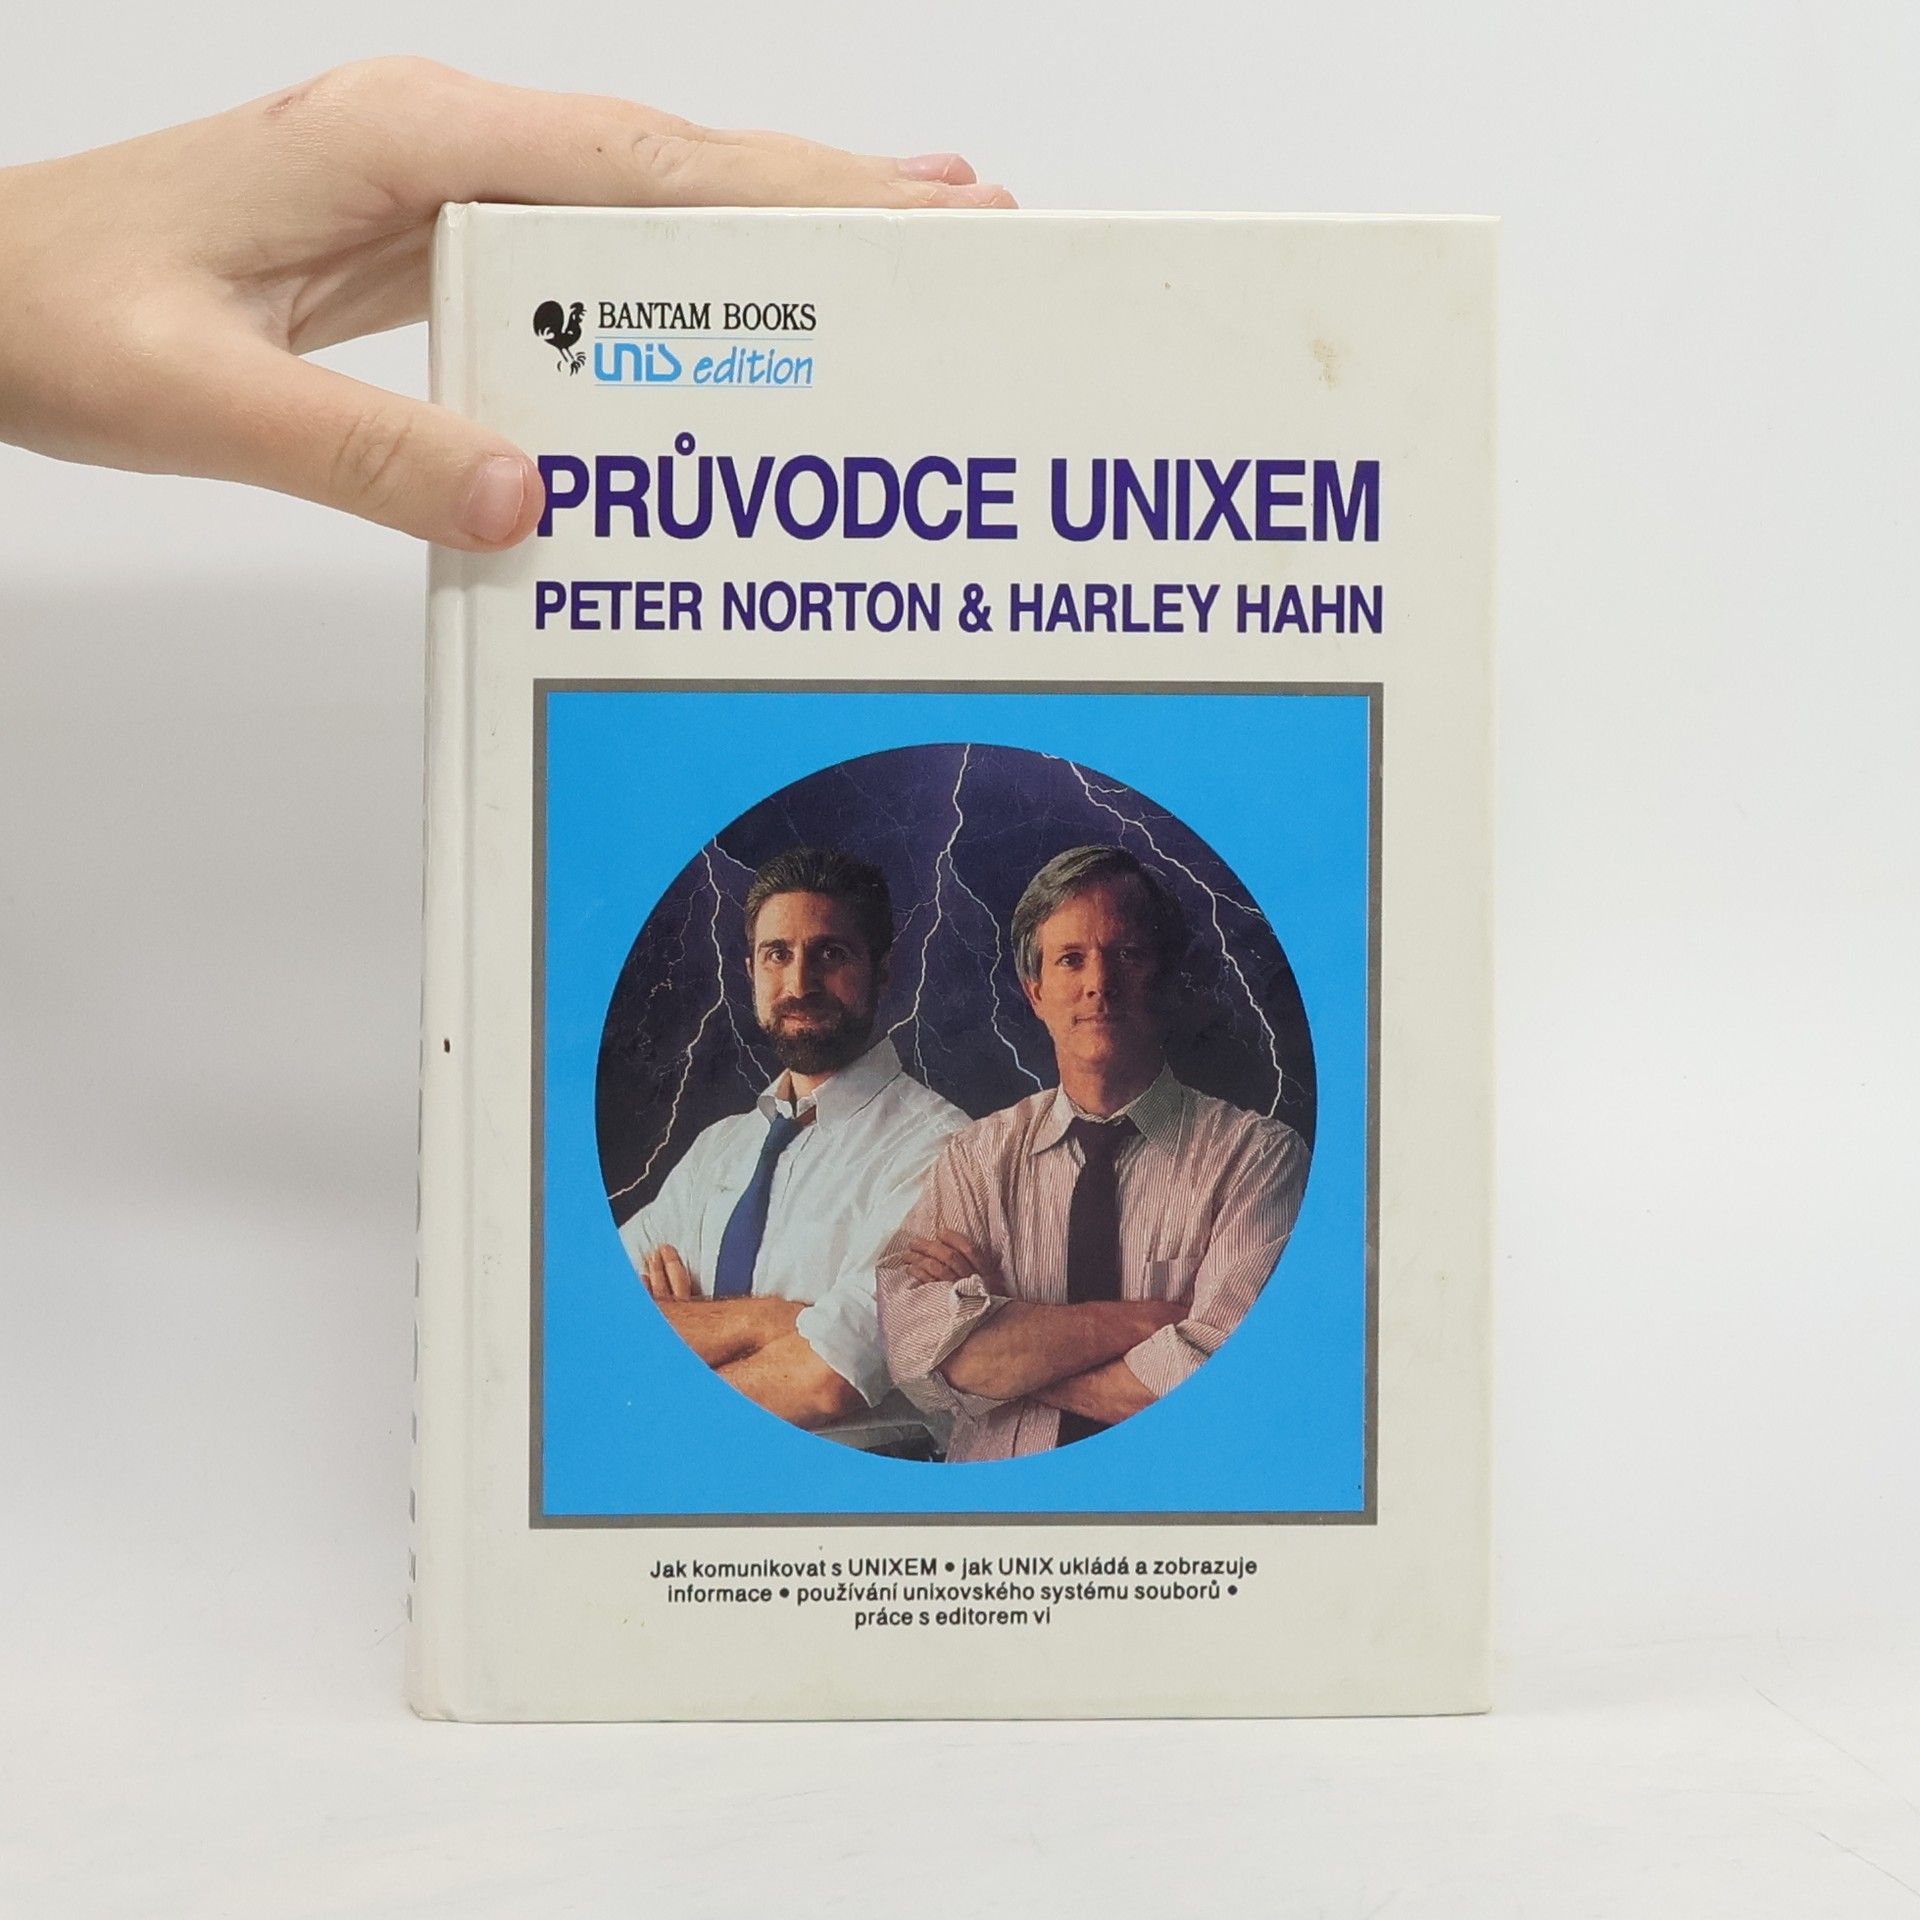 BANTAM BOOKS
UNIS edition
PRŮVODCE UNIXEM
PETER NORTON & HARLEY HAHN
Jak komunikovat s UNIXEM • jak UNIX ukládá a zobrazuje
informace • používání unixovského systému souborů •
práce s editorem vi